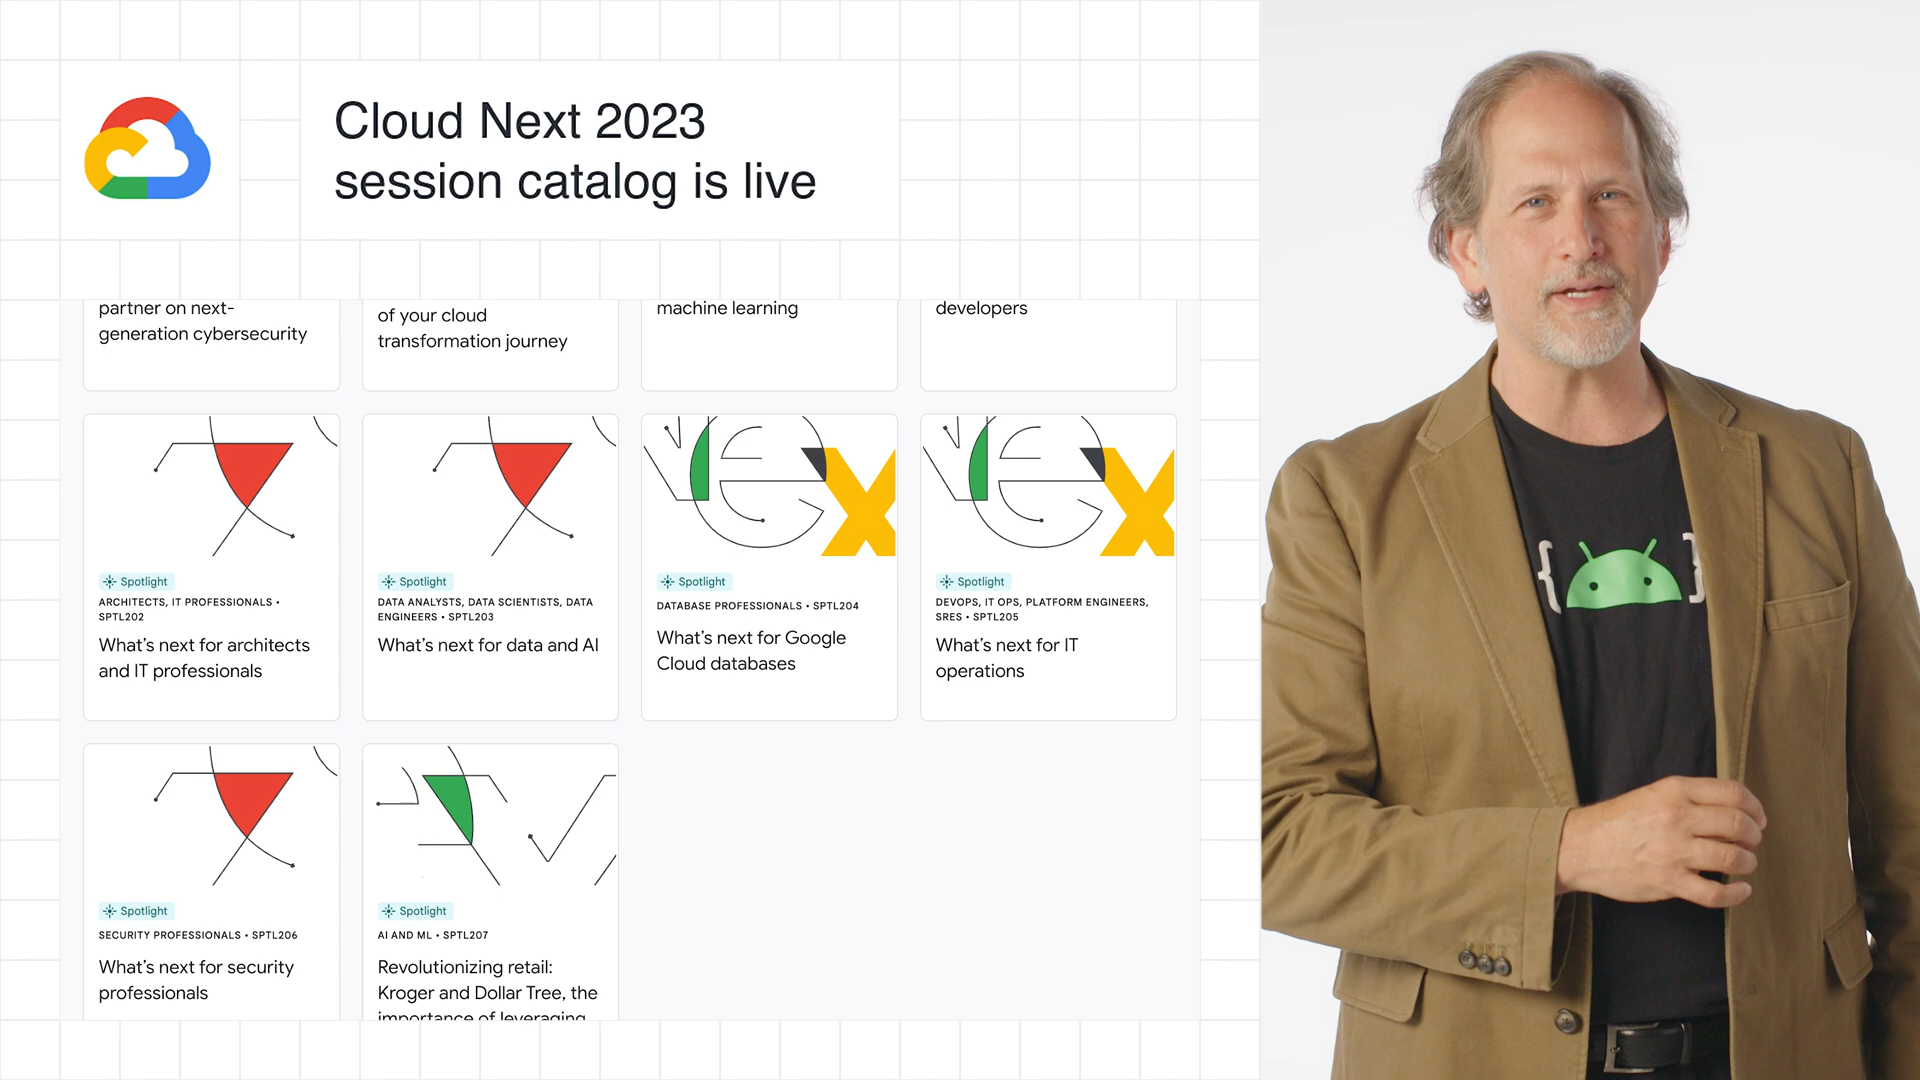 Cloud Next 2023
session catalog is live
partner on next-
generation cybersecurity
of your cloud
transformation journey
machine learning
developers
Spotlight
ARCHITECTS, IT PROFESSIONALS •
SPTL202
What's next for architects
and IT professionals
Spotlight
DATA ANALYSTS, DATA SCIENTISTS, DATA
ENGINEERS • SPTL203
What's next for data and AI
Spotlight
DATABASE PROFESSIONALS • SPTL204
What's next for Google
Cloud databases
Spotlight
DEVOPS, IT OPS, PLATFORM ENGINEERS,
SRES • SPTL205
What's next for IT
operations
Spotlight
SECURITY PROFESSIONALS • SPTL206
What's next for security
professionals
Spotlight
AI AND ML • SPTL207
Revolutionizing retail:
Kroger and Dollar Tree, the
importance of leveraging